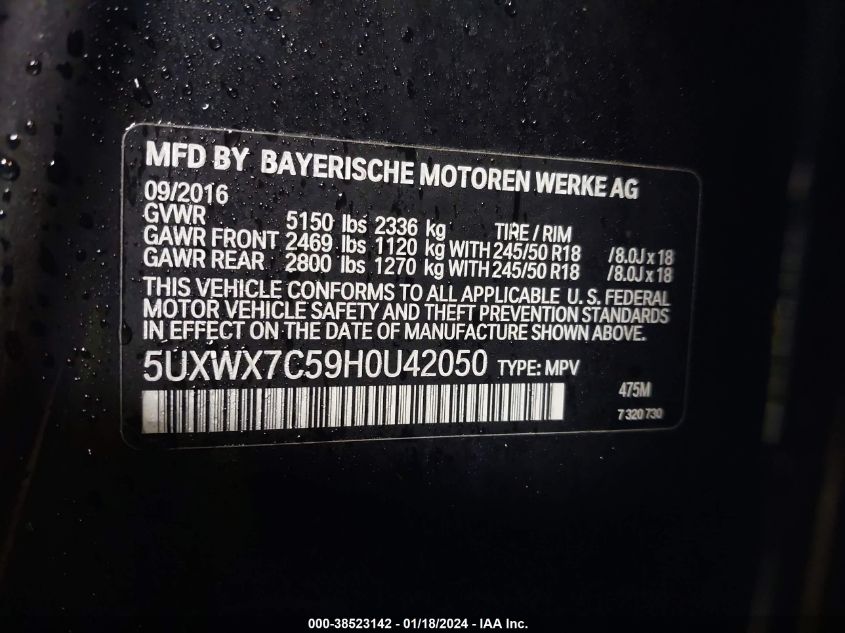 MFD BY BAYERISCHE MOTOREN WERKE AG
09/2016
GVWR 5150 lbs 2336 kg TIRE / RIM
GAWR FRONT 2469 lbs 1120 kg WITH 245/50 R18 /8.0J x 18
GAWR REAR 2800 lbs 1270 kg WITH 245/50 R18 /8.0J x 18
THIS VEHICLE CONFORMS TO ALL APPLICABLE U.S. FEDERAL
MOTOR VEHICLE SAFETY AND THEFT PREVENTION STANDARDS
IN EFFECT ON THE DATE OF MANUFACTURE SHOWN ABOVE.
5UXWX7C59H0U42050 TYPE: MPV
475M
7 320 730
000-38523142 - 01/18/2024 - IAA Inc.